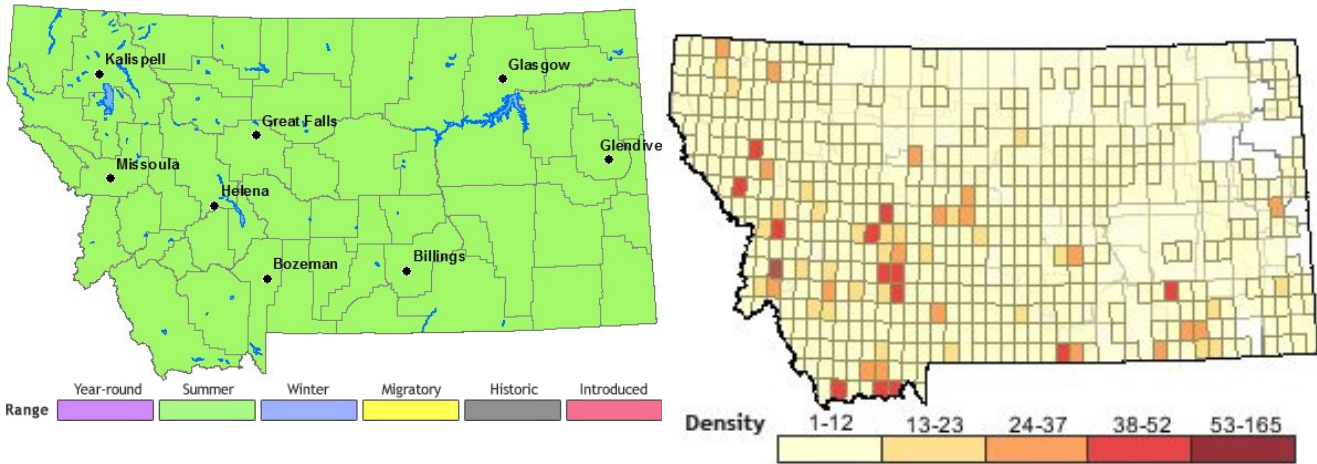 Kalispell
Glasgow
Great Falls
Glendive
Missoula
Helena
Bozeman
Billings
Year-round Summer Winter Migratory Historic Introduced
Range
Density 1-12 13-23 24-37 38-52 53-165